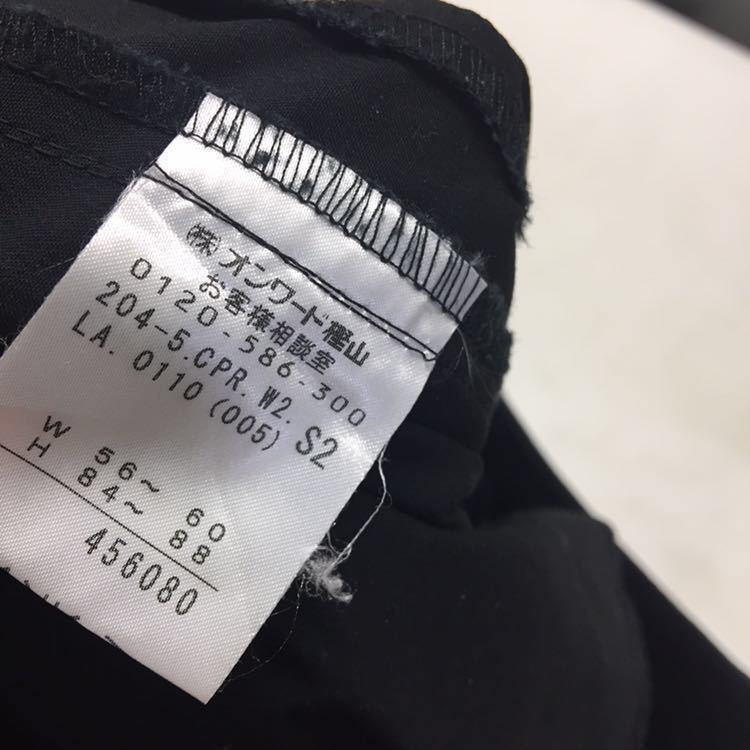 ㈱オンワード樫山
お客様相談室
0120-586-300
204-5.CPR.W2.
LA.0110(005) S2
W 56～ 60
H 84～ 88
456080